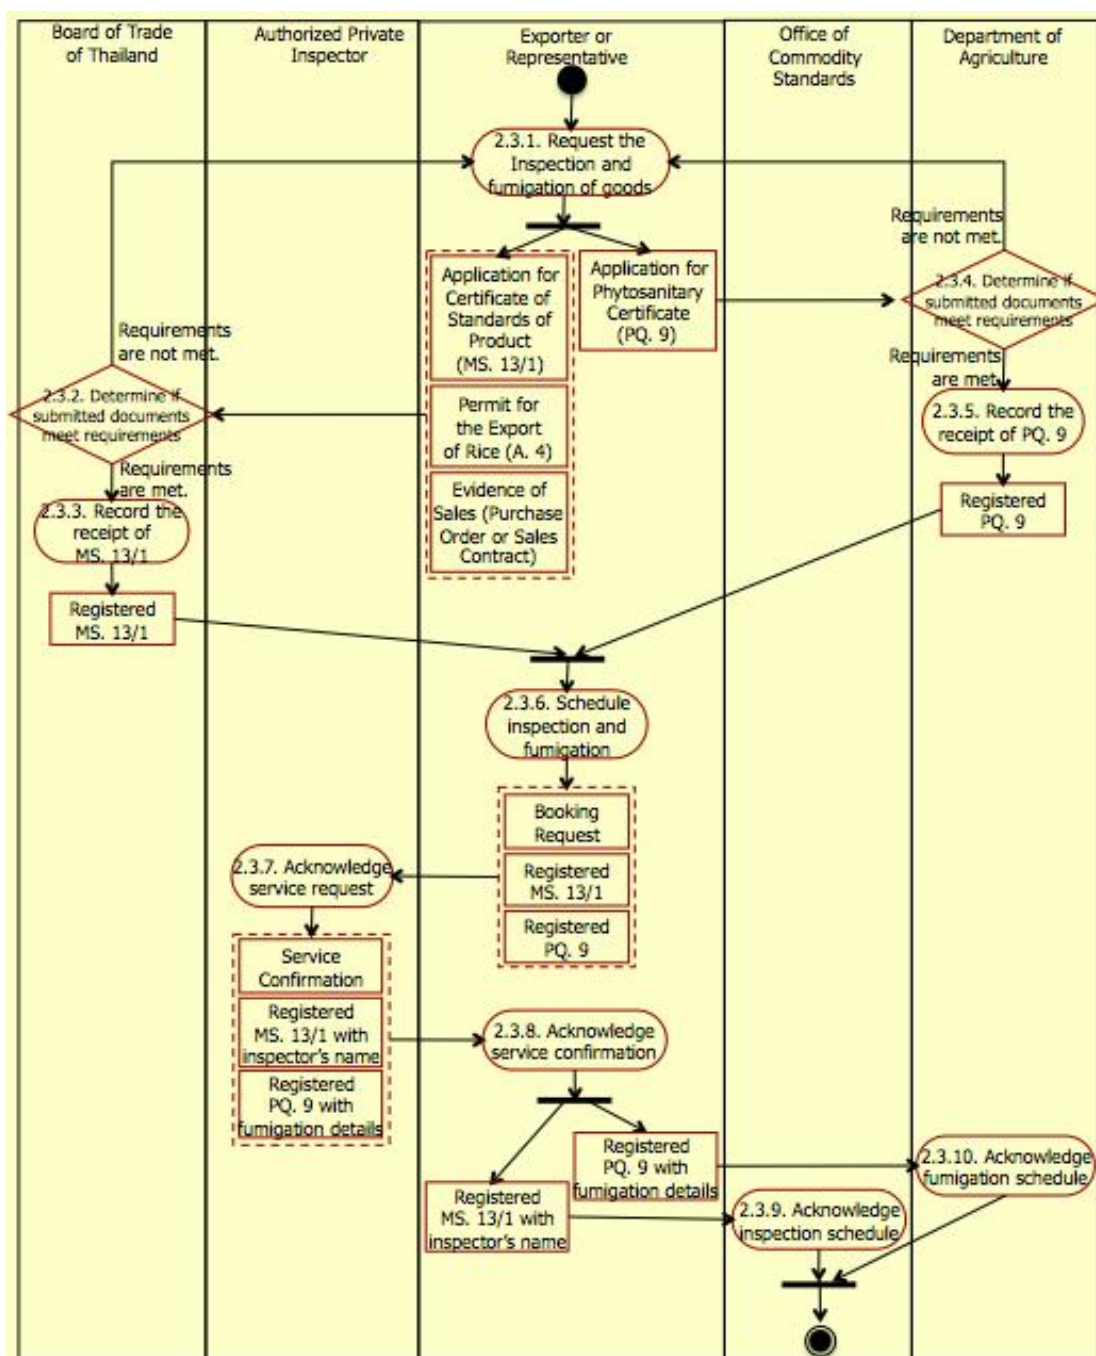 Board of Trade
of Thailand
Authorized Private
Inspector
Exporter or
Representative
Office of
Commodity
Standards
Department of
Agriculture
2.3.1. Request the
Inspection and
fumigation of goods
Requirements
are not met.
Application for
Certificate of
Standards of
Product
(MS. 13/1)
Application for
Phytosanitary
Certificate
(PQ. 9)
2.3.4. Determine if
submitted documents
meet requirements
Requirements
are not met.
Requirements
are met.
2.3.2. Determine if
submitted documents
meet requirements
Permit for
the Export
of Rice (A. 4)
2.3.5. Record the
receipt of PQ. 9
Requirements
are met.
2.3.3. Record the
receipt of
MS. 13/1
Evidence of
Sales (Purchase
Order or Sales
Contract)
Registered
PQ. 9
Registered
MS. 13/1
2.3.6. Schedule
inspection and
fumigation
Booking
Request
2.3.7. Acknowledge
service request
Registered
MS. 13/1
Registered
PQ. 9
Service
Confirmation
Registered
MS. 13/1 with
inspector's name
Registered
PQ. 9 with
fumigation details
2.3.8. Acknowledge
service confirmation
Registered
PQ. 9 with
fumigation details
2.3.10. Acknowledge
fumigation schedule
Registered
MS. 13/1 with
inspector's name
2.3.9. Acknowledge
inspection schedule